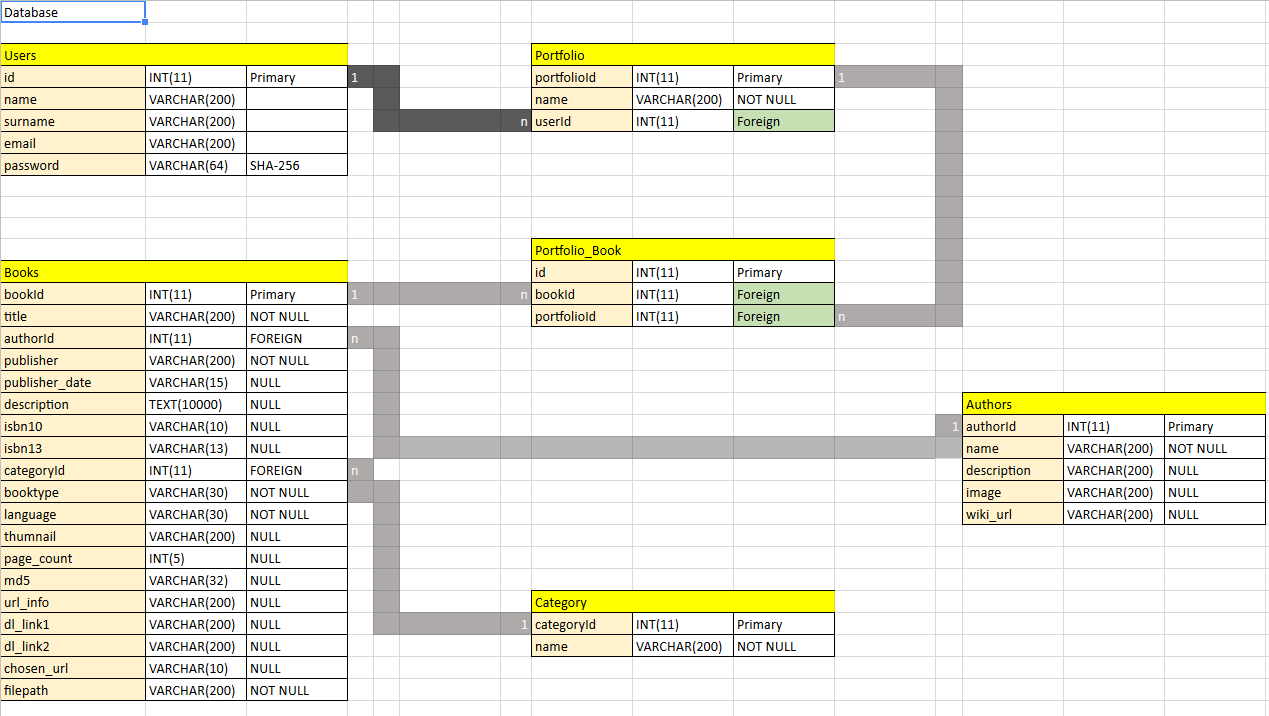 Database
Users
id INT(11) Primary 1
name VARCHAR(200)
surname VARCHAR(200)
email VARCHAR(200)
password VARCHAR(64) SHA-256
Portfolio
portfolioId INT(11) Primary 1
name VARCHAR(200) NOT NULL
n userId INT(11) Foreign
Portfolio_Book
id INT(11) Primary
n bookId INT(11) Foreign
portfolioId INT(11) Foreign n
Books
bookId INT(11) Primary 1
title VARCHAR(200) NOT NULL
authorId INT(11) FOREIGN n
publisher VARCHAR(200) NOT NULL
publisher_date VARCHAR(15) NULL
description TEXT(10000) NULL
isbn10 VARCHAR(10) NULL
isbn13 VARCHAR(13) NULL
categoryId INT(11) FOREIGN n
booktype VARCHAR(30) NOT NULL
language VARCHAR(30) NOT NULL
thumnail VARCHAR(200) NULL
page_count INT(5) NULL
md5 VARCHAR(32) NULL
url_info VARCHAR(200) NULL
dl_link1 VARCHAR(200) NULL
dl_link2 VARCHAR(200) NULL
chosen_url VARCHAR(10) NULL
filepath VARCHAR(200) NOT NULL
Authors
1 authorId INT(11) Primary
name VARCHAR(200) NOT NULL
description VARCHAR(200) NULL
image VARCHAR(200) NULL
wiki_url VARCHAR(200) NULL
Category
1 categoryId INT(11) Primary
name VARCHAR(200) NOT NULL